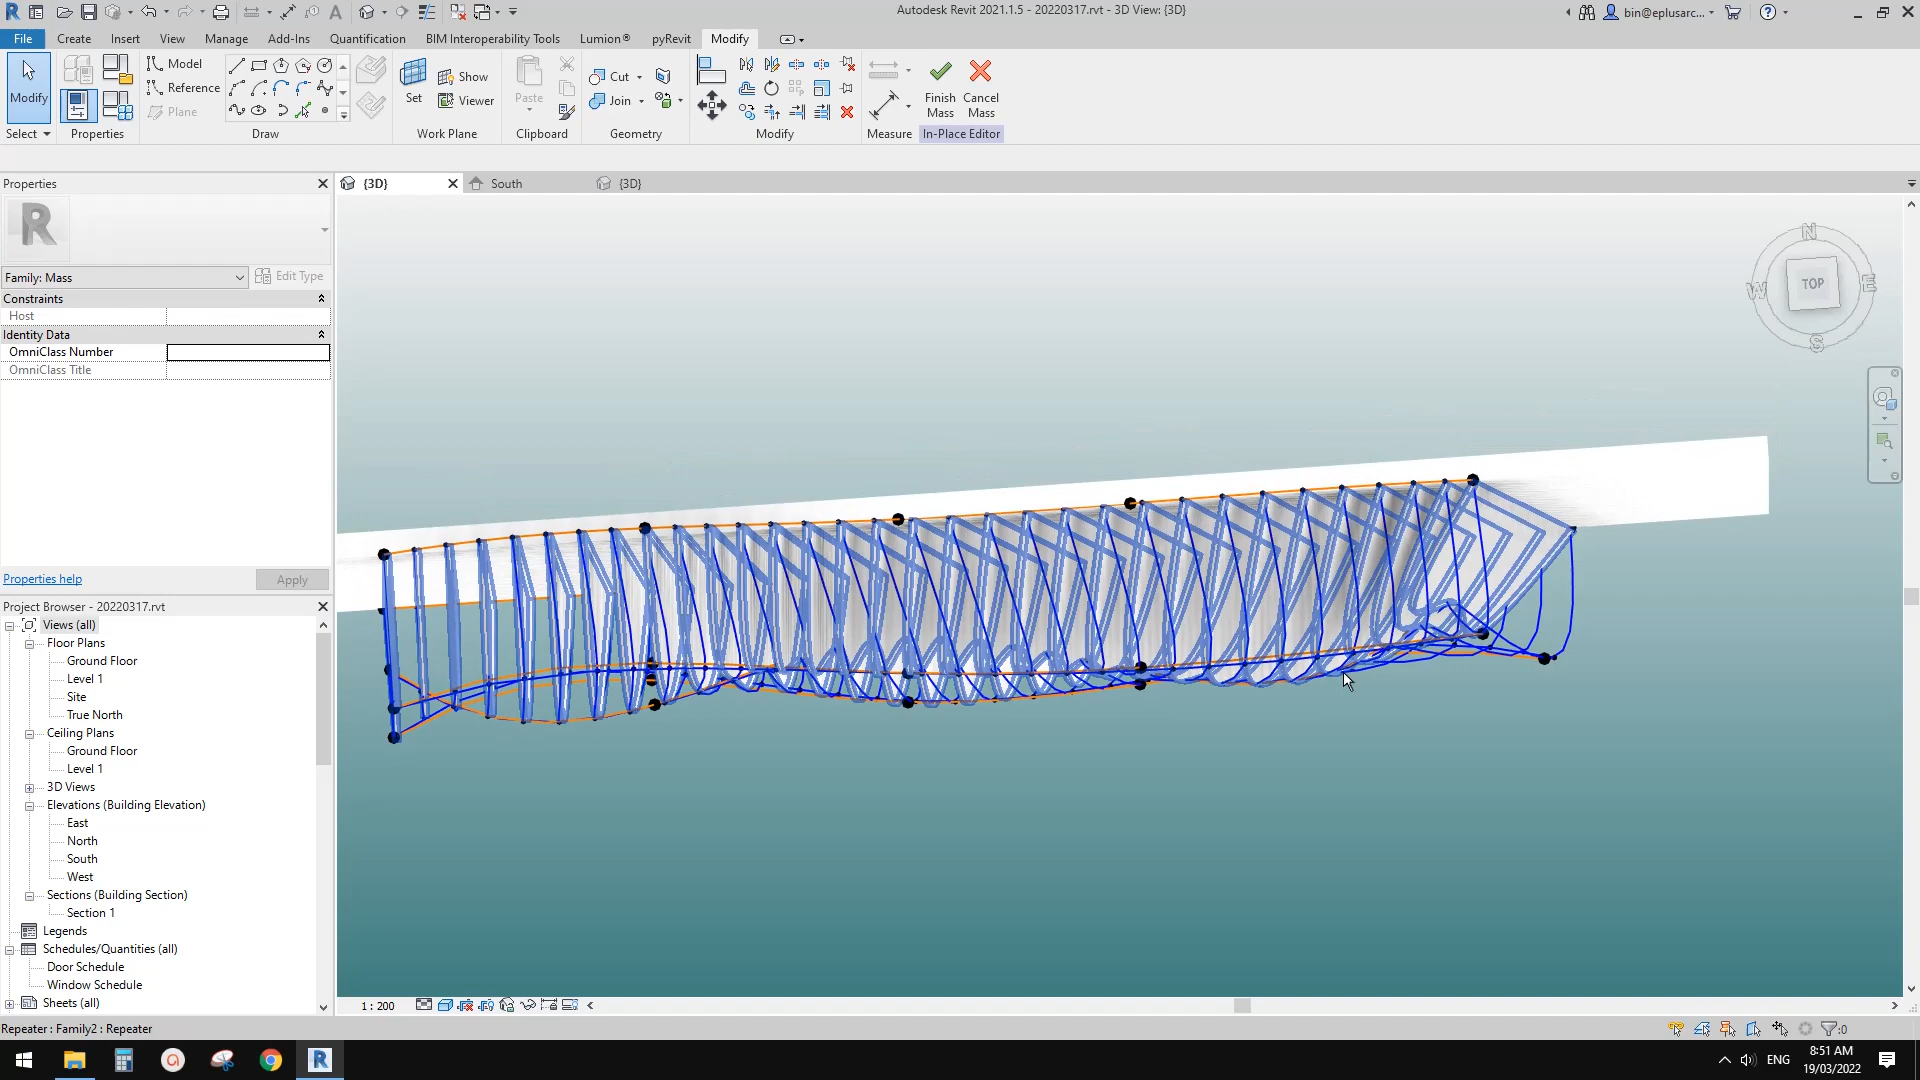 Autodesk Revit 2021.1.5 - 20220317.rvt - 3D View: {3D}
bin@eplusarc...
File Create Insert View Manage Add-Ins Quantification BIM Interoperability Tools Lumion® pyRevit Modify
Modify
Select
Properties
Model
Reference
Plane
Draw
Set
Show
Viewer
Work Plane
Paste
Clipboard
Cut
Join
Geometry
Modify
Measure
Finish Mass
Cancel Mass
In-Place Editor
Properties
{3D}
South
{3D}
R
Family: Mass
Edit Type
Constraints
Host
Identity Data
OmniClass Number
OmniClass Title
Properties help
Apply
Project Browser - 20220317.rvt
Views (all)
Floor Plans
Ground Floor
Level 1
Site
True North
Ceiling Plans
Ground Floor
Level 1
3D Views
Elevations (Building Elevation)
East
North
South
West
Sections (Building Section)
Section 1
Legends
Schedules/Quantities (all)
Door Schedule
Window Schedule
Sheets (all)
N
W
TOP
E
S
1 : 200
Repeater : Family2 : Repeater
:0
ENG
8:51 AM
19/03/2022